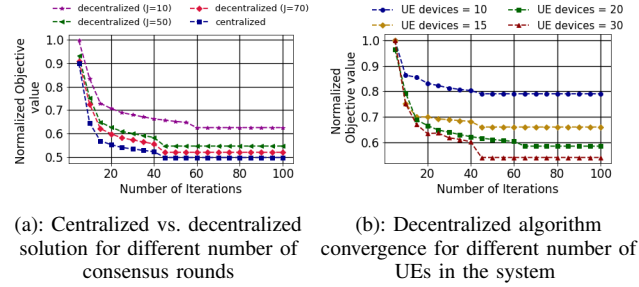 decentralized (J=10) decentralized (J=70)
decentralized (J=50) centralized
1.0
0.9
0.8
0.7
0.6
0.5
Normalized Objective
value
20 40 60 80 100
Number of Iterations
(a): Centralized vs. decentralized
solution for different number of
consensus rounds
UE devices = 10 UE devices = 20
UE devices = 15 UE devices = 30
1.0
0.9
0.8
0.7
0.6
Normalized
Objective value
20 40 60 80 100
Number of Iterations
(b): Decentralized algorithm
convergence for different number of
UEs in the system